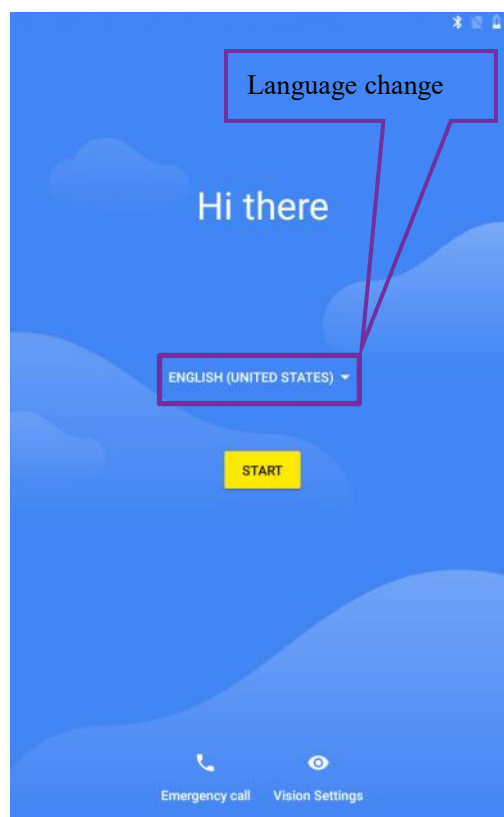 Language change
Hi there
ENGLISH (UNITED STATES)
START
Emergency call
Vision Settings